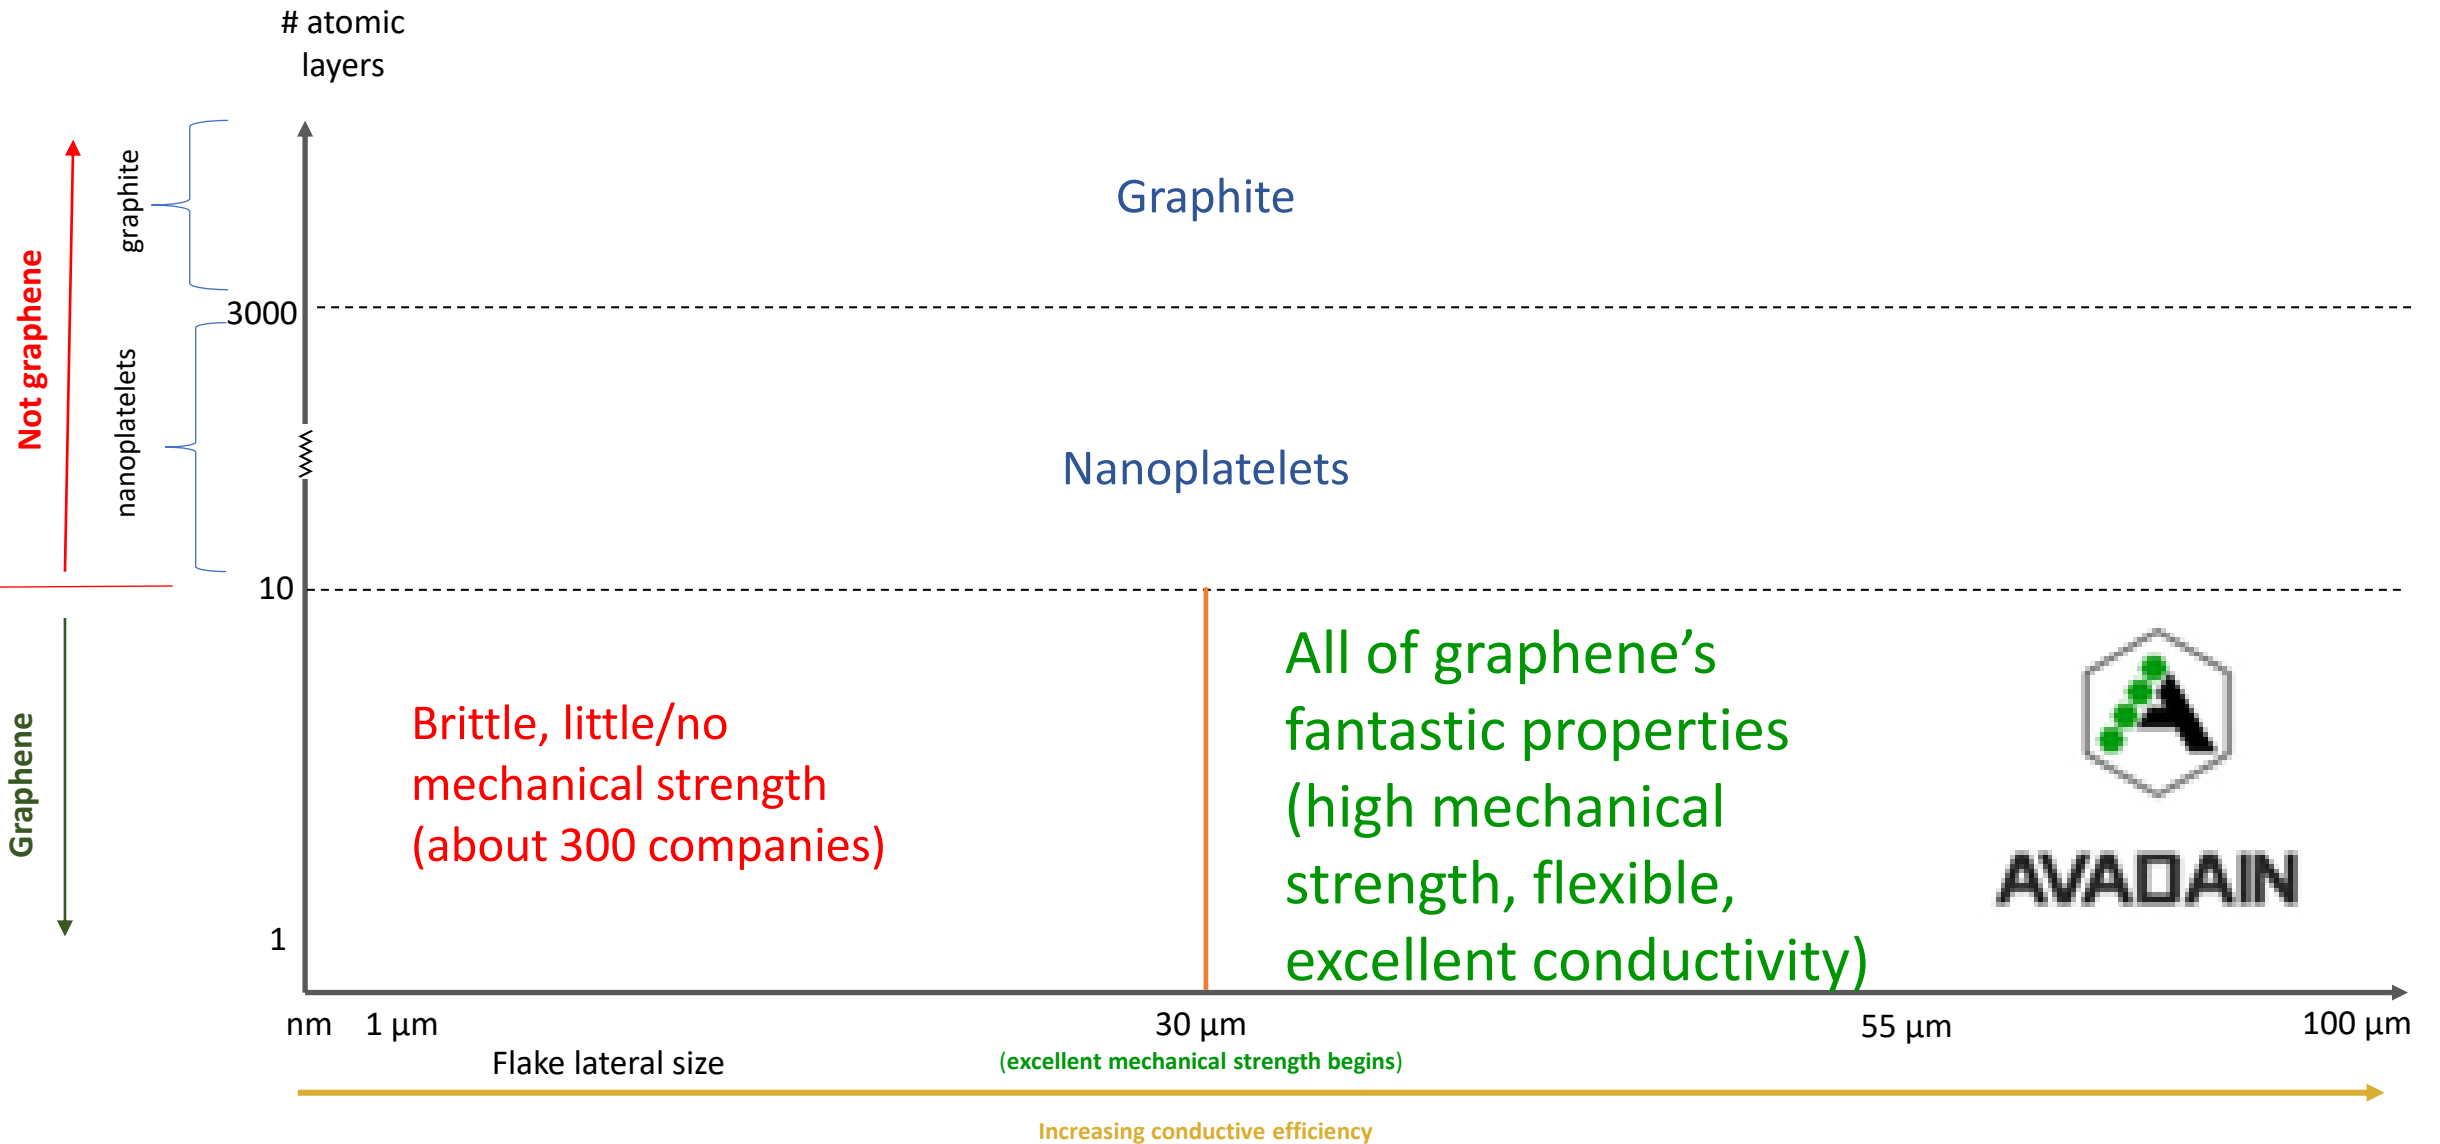 # atomic
layers
graphite
Not graphene
Graphite
3000
nanoplatelets
Nanoplatelets
10
Graphene
Brittle, little/no
mechanical strength
(about 300 companies)
All of graphene’s
fantastic properties
(high mechanical
strength, flexible,
excellent conductivity)
AVADAIN
1
nm
1 µm
30 µm
55 µm
100 µm
Flake lateral size
(excellent mechanical strength begins)
Increasing conductive efficiency